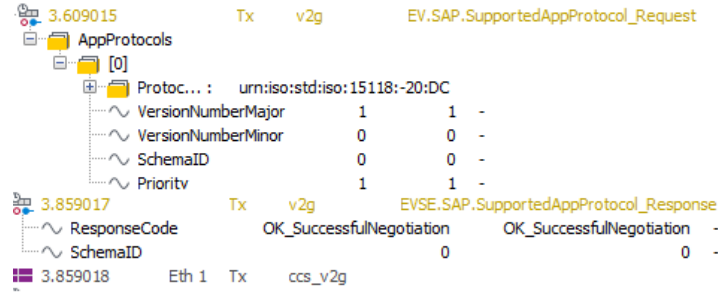 3.609015 Tx v2g EV.SAP.SupportedAppProtocol_Request
AppProtocols
[0]
Protoc... : urn:iso:std:iso:15118:-20:DC
VersionNumberMajor 1 1 -
VersionNumberMinor 0 0 -
SchemaID 0 0 -
Priority 1 1 -
3.859017 Tx v2g EVSE.SAP.SupportedAppProtocol_Response
ResponseCode OK_SuccessfulNegotiation OK_SuccessfulNegotiation -
SchemaID 0 0 -
3.859018 Eth 1 Tx ccs_v2g